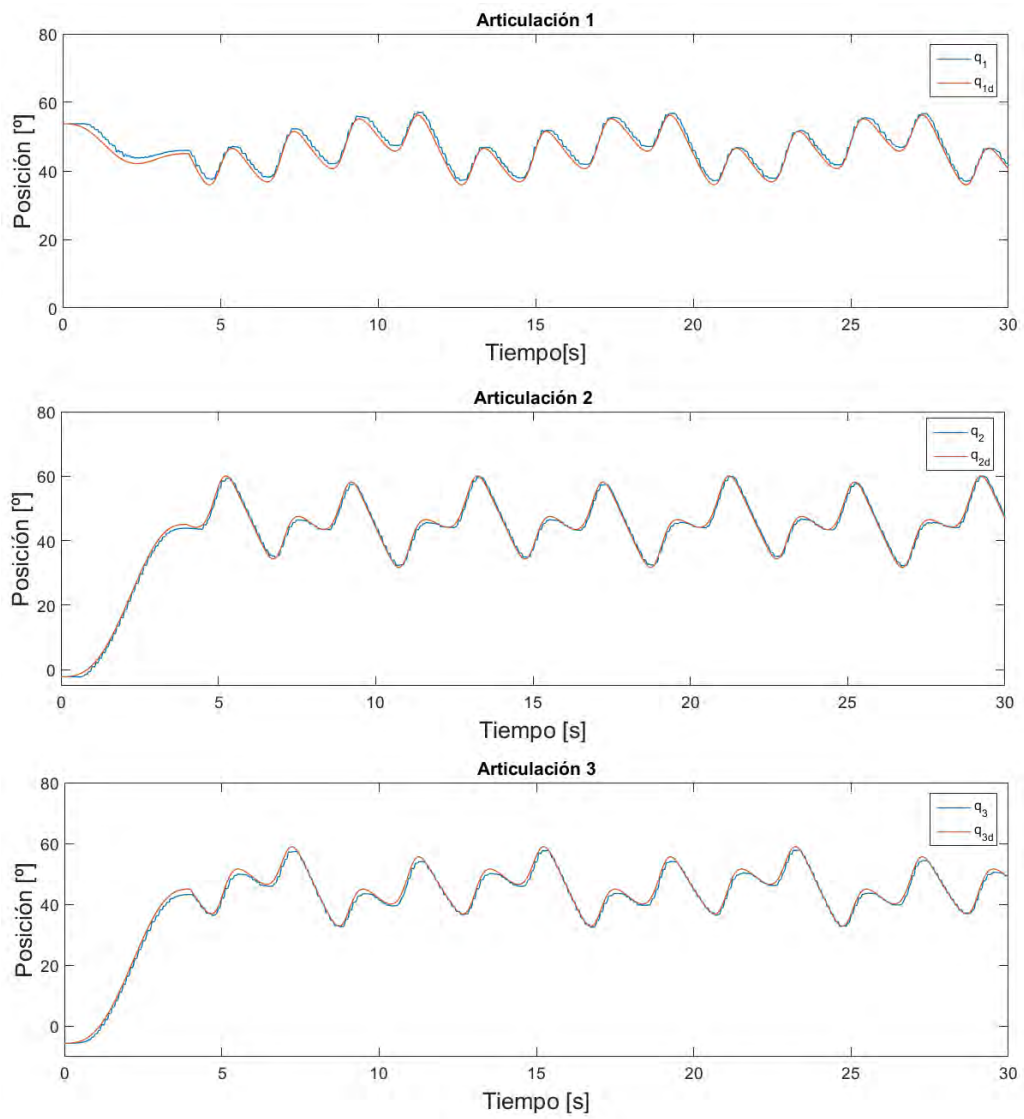 Articulación 1
80
60
40
20
0
Posición [º]
q1
q1d
0 5 10 15 20 25 30
Tiempo[s]
Articulación 2
80
60
40
20
0
Posición [º]
q2
q2d
0 5 10 15 20 25 30
Tiempo [s]
Articulación 3
80
60
40
20
0
Posición [º]
q3
q3d
0 5 10 15 20 25 30
Tiempo [s]